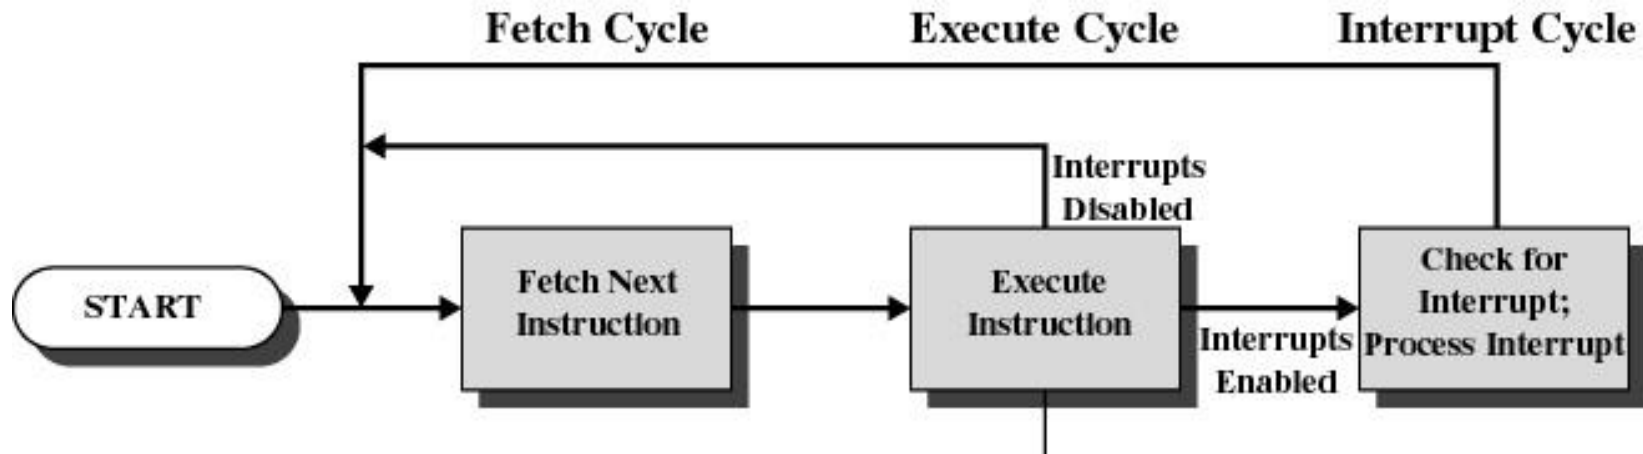 Fetch Cycle
Execute Cycle
Interrupt Cycle
Interrupts
Disabled
START
Fetch Next
Instruction
Execute
Instruction
Interrupts
Enabled
Check for
Interrupt;
Process Interrupt